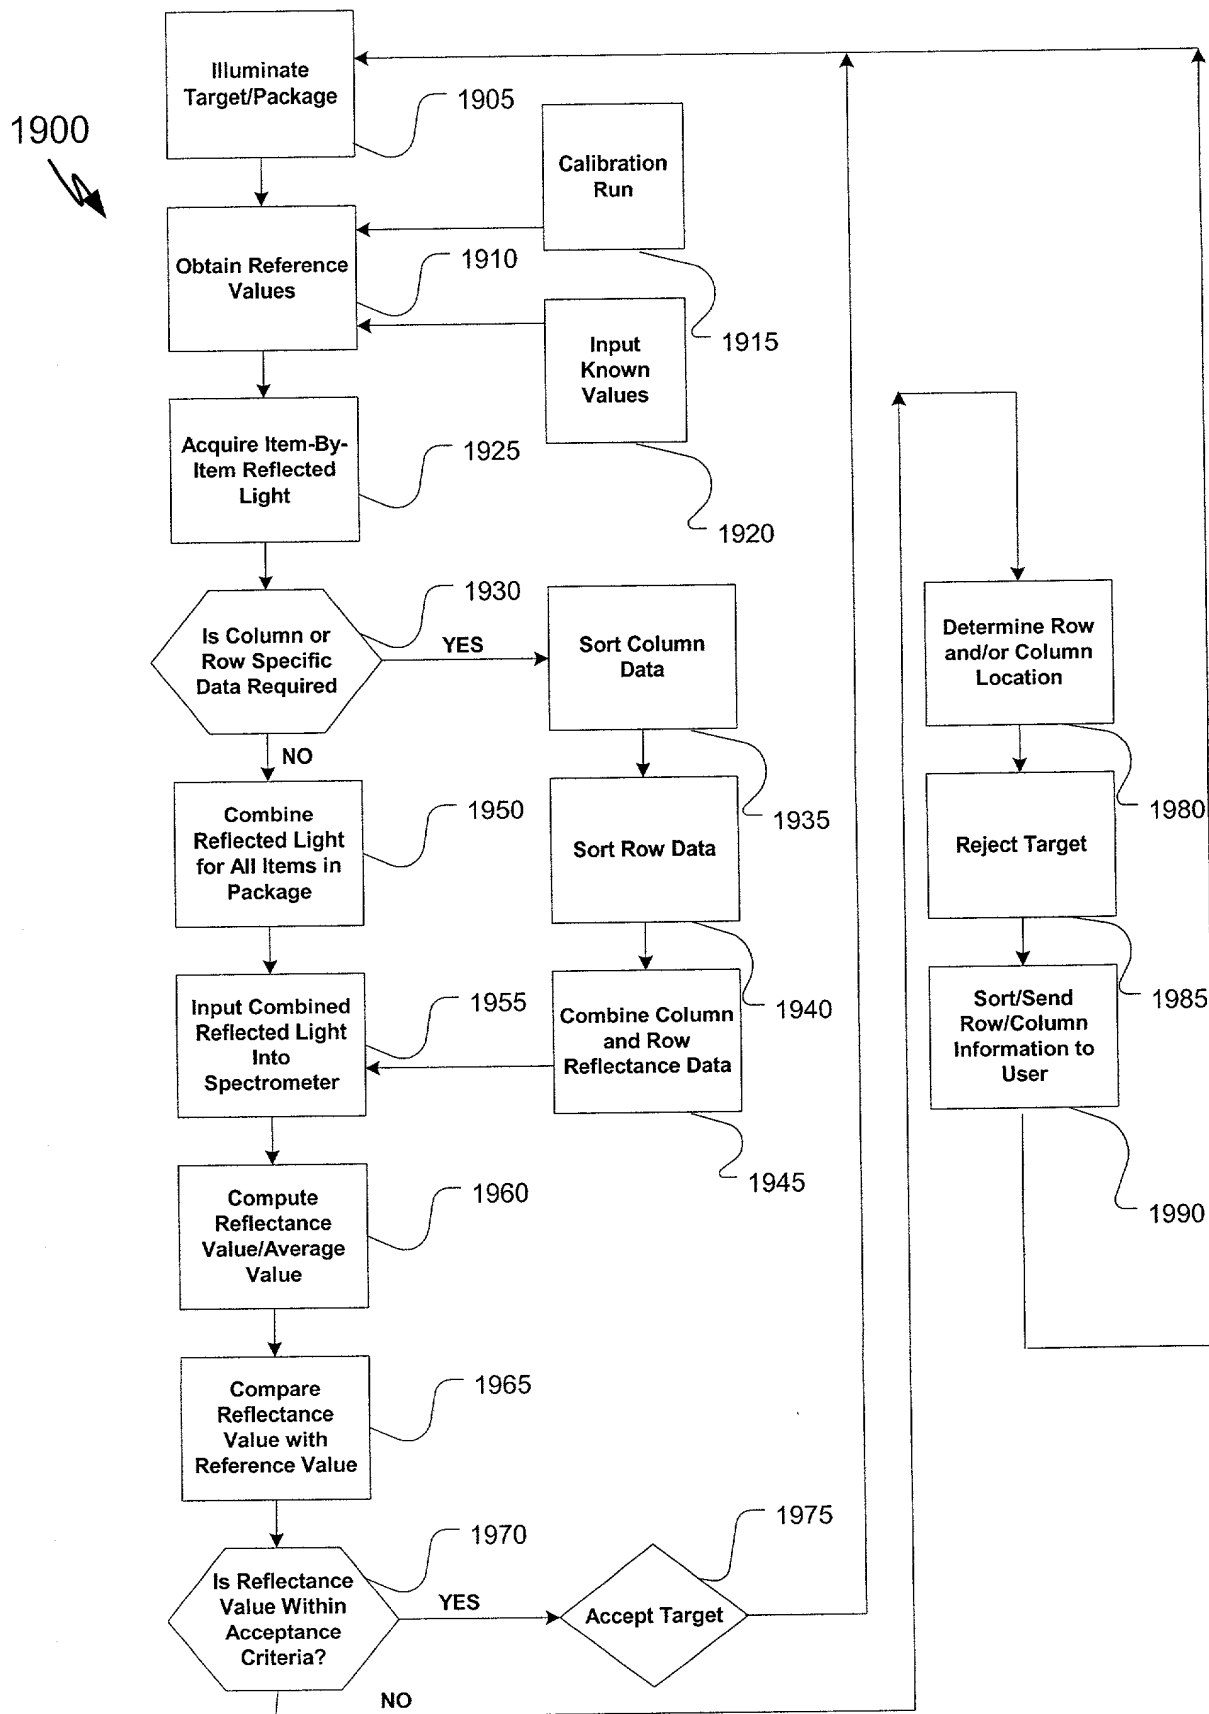 1900
Illuminate
Target/Package
1905
Calibration
Run
1915
Obtain Reference
Values
1910
Input
Known
Values
1920
Acquire Item-By-
Item Reflected
Light
1925
Is Column or
Row Specific
Data Required
1930
YES
NO
Sort Column
Data
1935
Sort Row Data
1940
Combine Column
and Row
Reflectance Data
1945
Combine
Reflected Light
for All Items in
Package
1950
Input Combined
Reflected Light
Into
Spectrometer
1955
Compute
Reflectance
Value/Average
Value
1960
Compare
Reflectance
Value with
Reference Value
1965
Is Reflectance
Value Within
Acceptance
Criteria?
1970
YES
NO
Accept Target
1975
Determine Row
and/or Column
Location
1980
Reject Target
1985
Sort/Send
Row/Column
Information to
User
1990